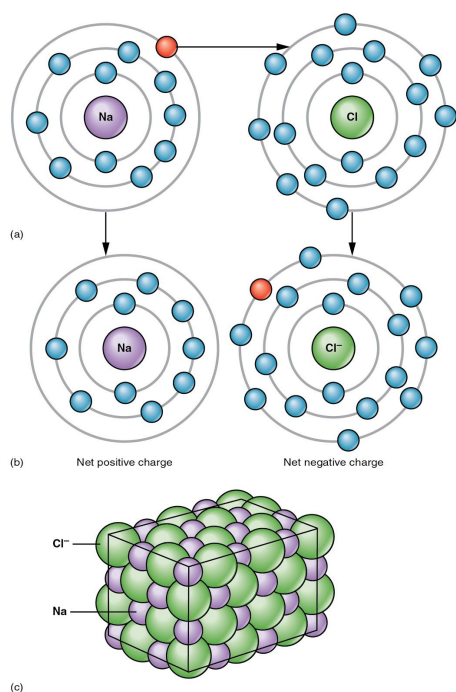 Na
Cl
(a)
Na
Cl⁻
(b) Net positive charge Net negative charge
Cl⁻
Na
(c)